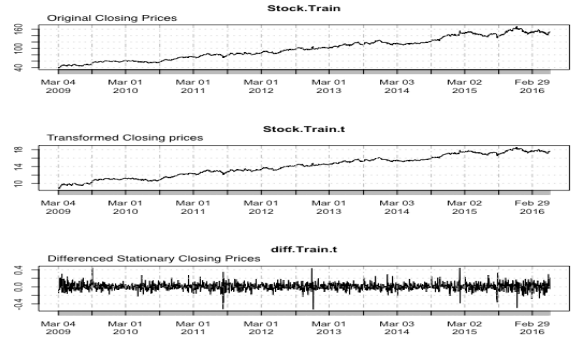 Stock.Train
Original Closing Prices
160
100
40
Mar 04 2009 Mar 01 2010 Mar 01 2011 Mar 01 2012 Mar 01 2013 Mar 03 2014 Mar 02 2015 Feb 29 2016
Stock.Train.t
Transformed Closing prices
18
14
10
Mar 04 2009 Mar 01 2010 Mar 01 2011 Mar 01 2012 Mar 01 2013 Mar 03 2014 Mar 02 2015 Feb 29 2016
diff.Train.t
Differenced Stationary Closing Prices
0.4
0.0
-0.4
Mar 04 2009 Mar 01 2010 Mar 01 2011 Mar 01 2012 Mar 01 2013 Mar 03 2014 Mar 02 2015 Feb 29 2016